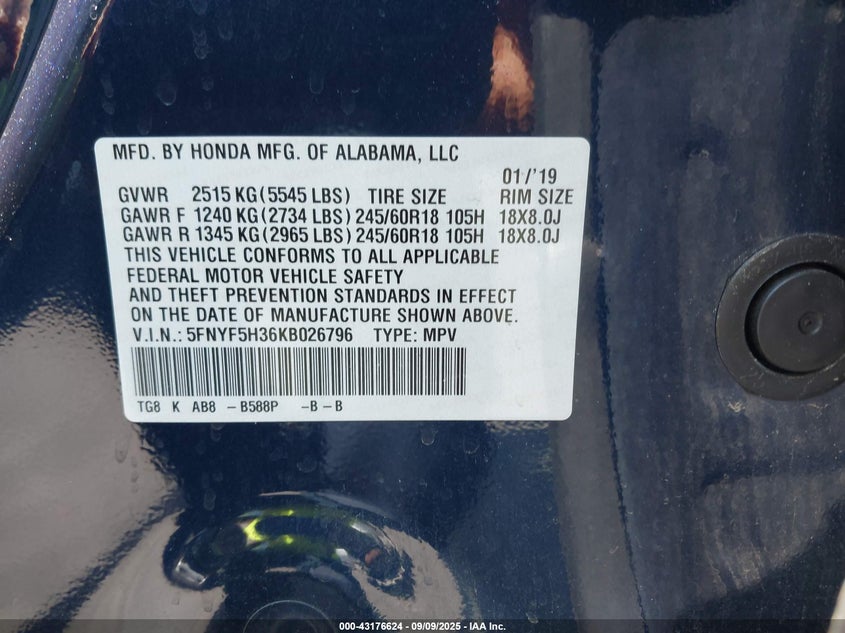 MFD. BY HONDA MFG. OF ALABAMA, LLC
01/'19
GVWR 2515 KG (5545 LBS) TIRE SIZE RIM SIZE
GAWR F 1240 KG (2734 LBS) 245/60R18 105H 18X8.0J
GAWR R 1345 KG (2965 LBS) 245/60R18 105H 18X8.0J
THIS VEHICLE CONFORMS TO ALL APPLICABLE
FEDERAL MOTOR VEHICLE SAFETY
AND THEFT PREVENTION STANDARDS IN EFFECT
ON THE DATE OF MANUFACTURE SHOWN ABOVE.
V.I.N.: 5FNYF5H36KB026796 TYPE: MPV
TG8 K AB8 - B588P - B - B
000-43176624 - 09/09/2025 - IAA Inc.